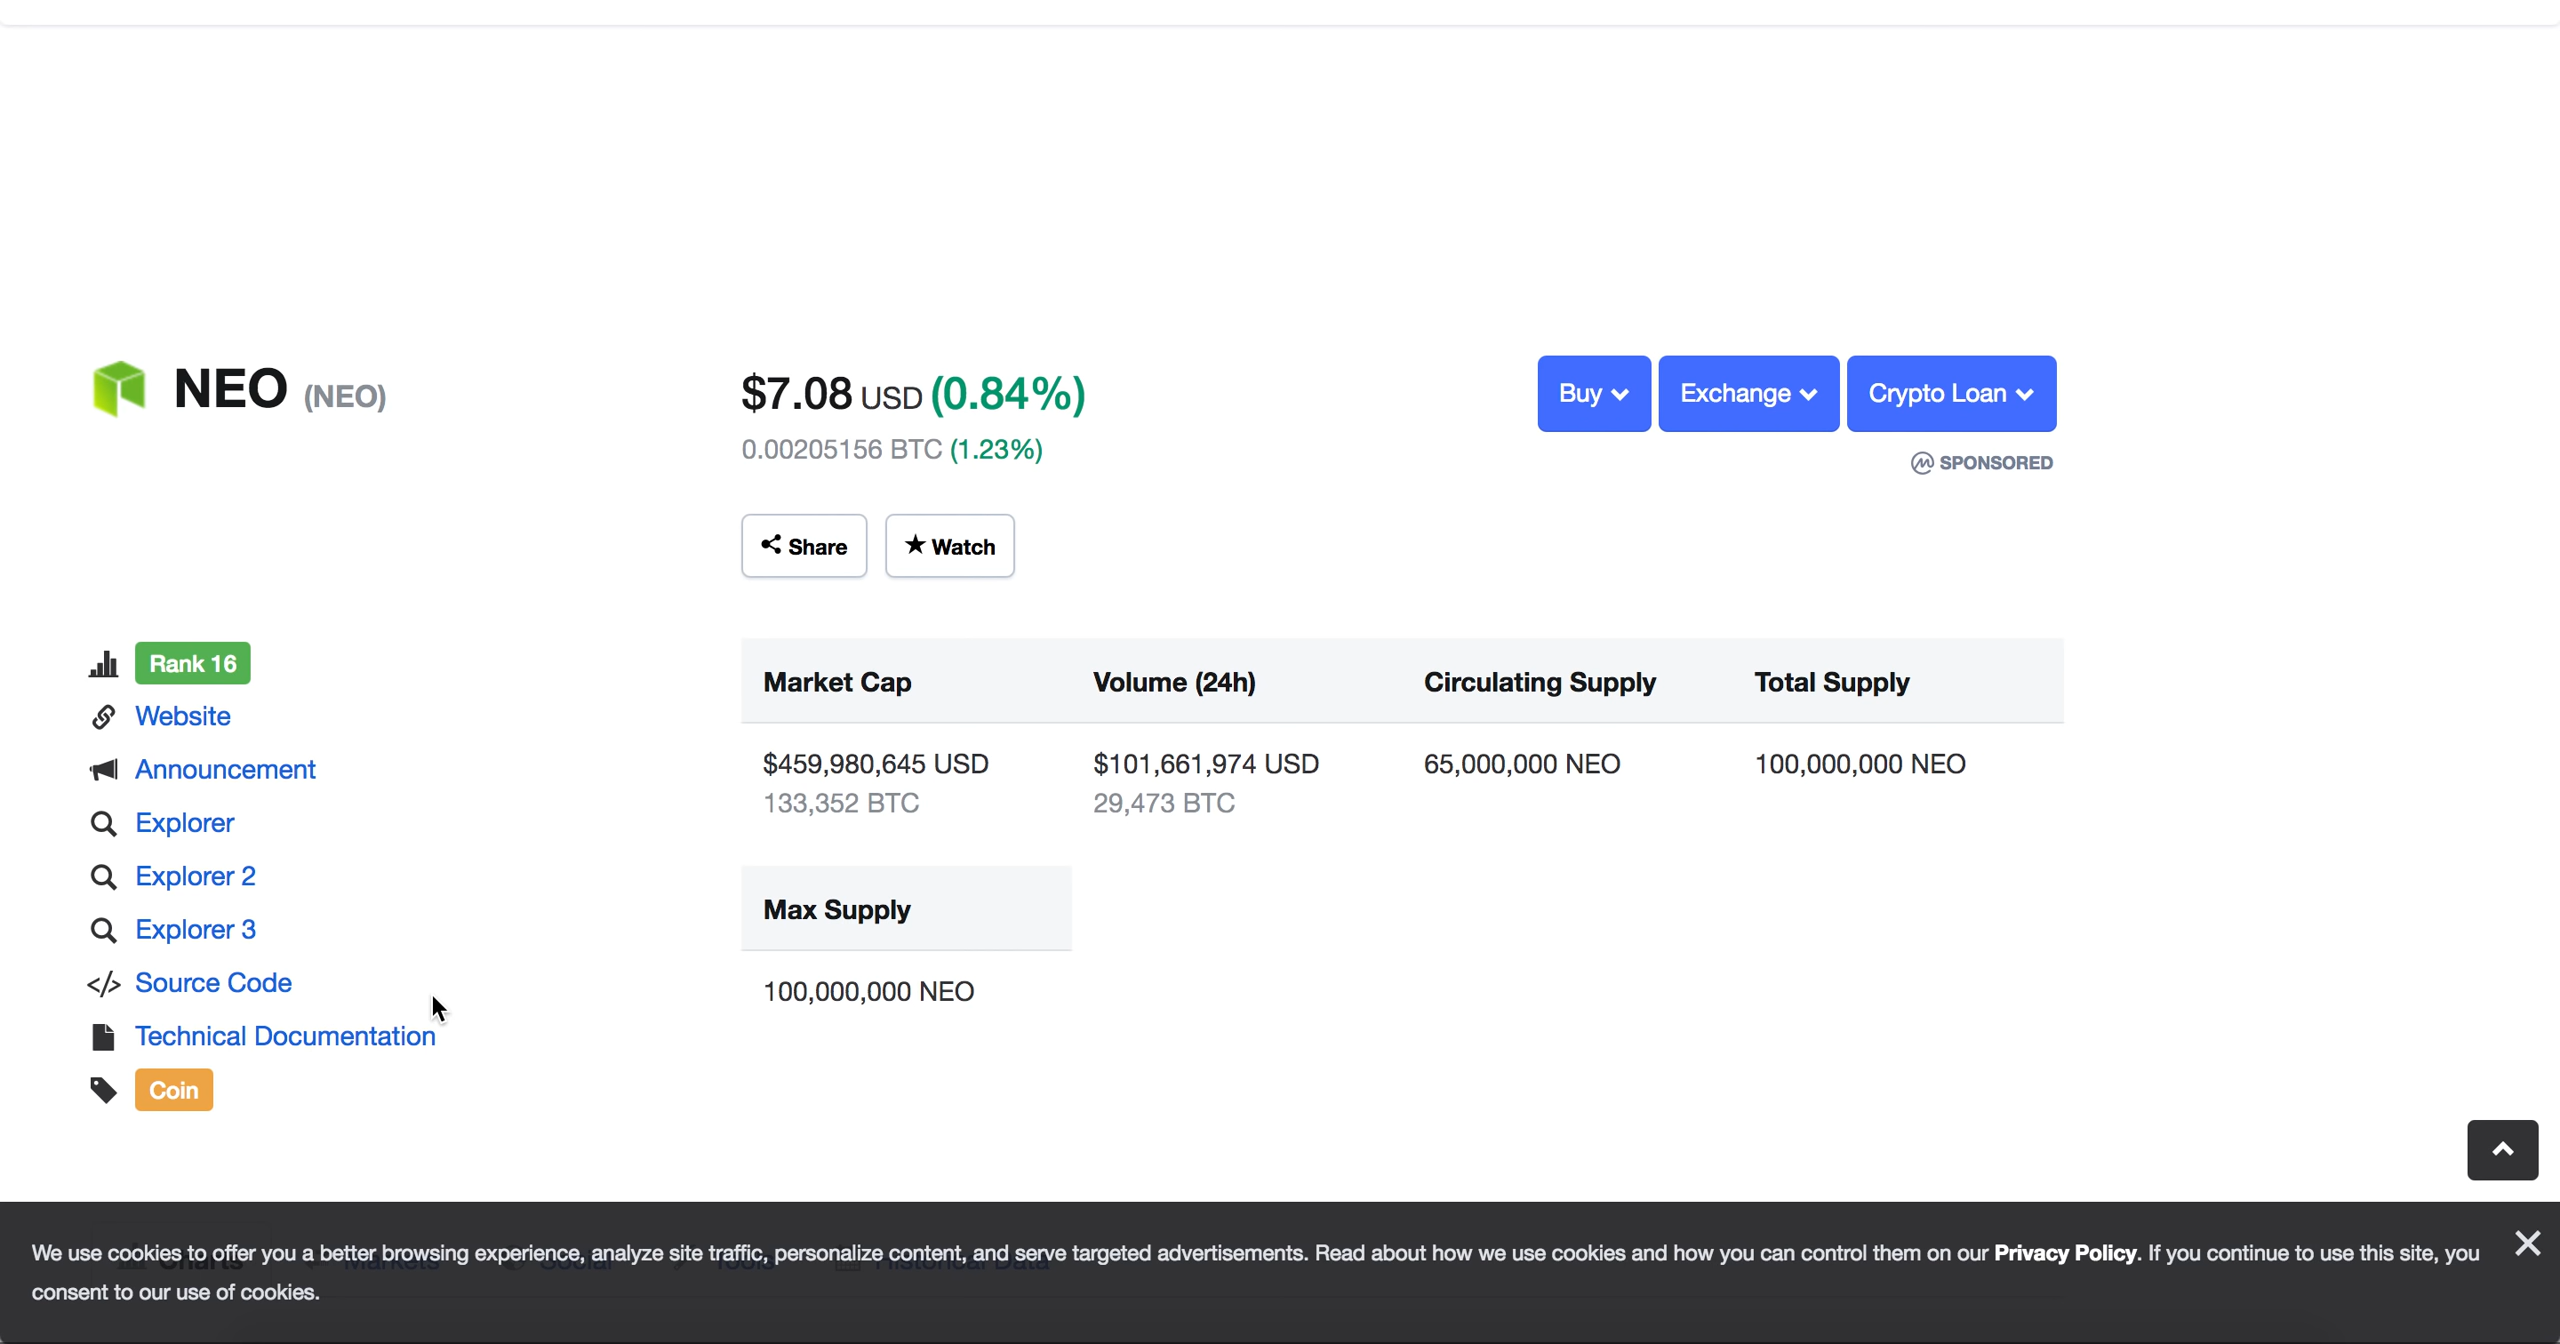 NEO (NEO)
$7.08 USD (0.84%)
0.00205156 BTC (1.23%)
Buy
Exchange
Crypto Loan
SPONSORED
Share
Watch
Rank 16
Website
Announcement
Explorer
Explorer 2
Explorer 3
Source Code
Technical Documentation
Coin
Market Cap Volume (24h) Circulating Supply Total Supply
$459,980,645 USD $101,661,974 USD 65,000,000 NEO 100,000,000 NEO
133,352 BTC 29,473 BTC
Max Supply
100,000,000 NEO
Charts Markets Social Tools Historical Data
We use cookies to offer you a better browsing experience, analyze site traffic, personalize content, and serve targeted advertisements. Read about how we use cookies and how you can control them on our Privacy Policy. If you continue to use this site, you
consent to our use of cookies.